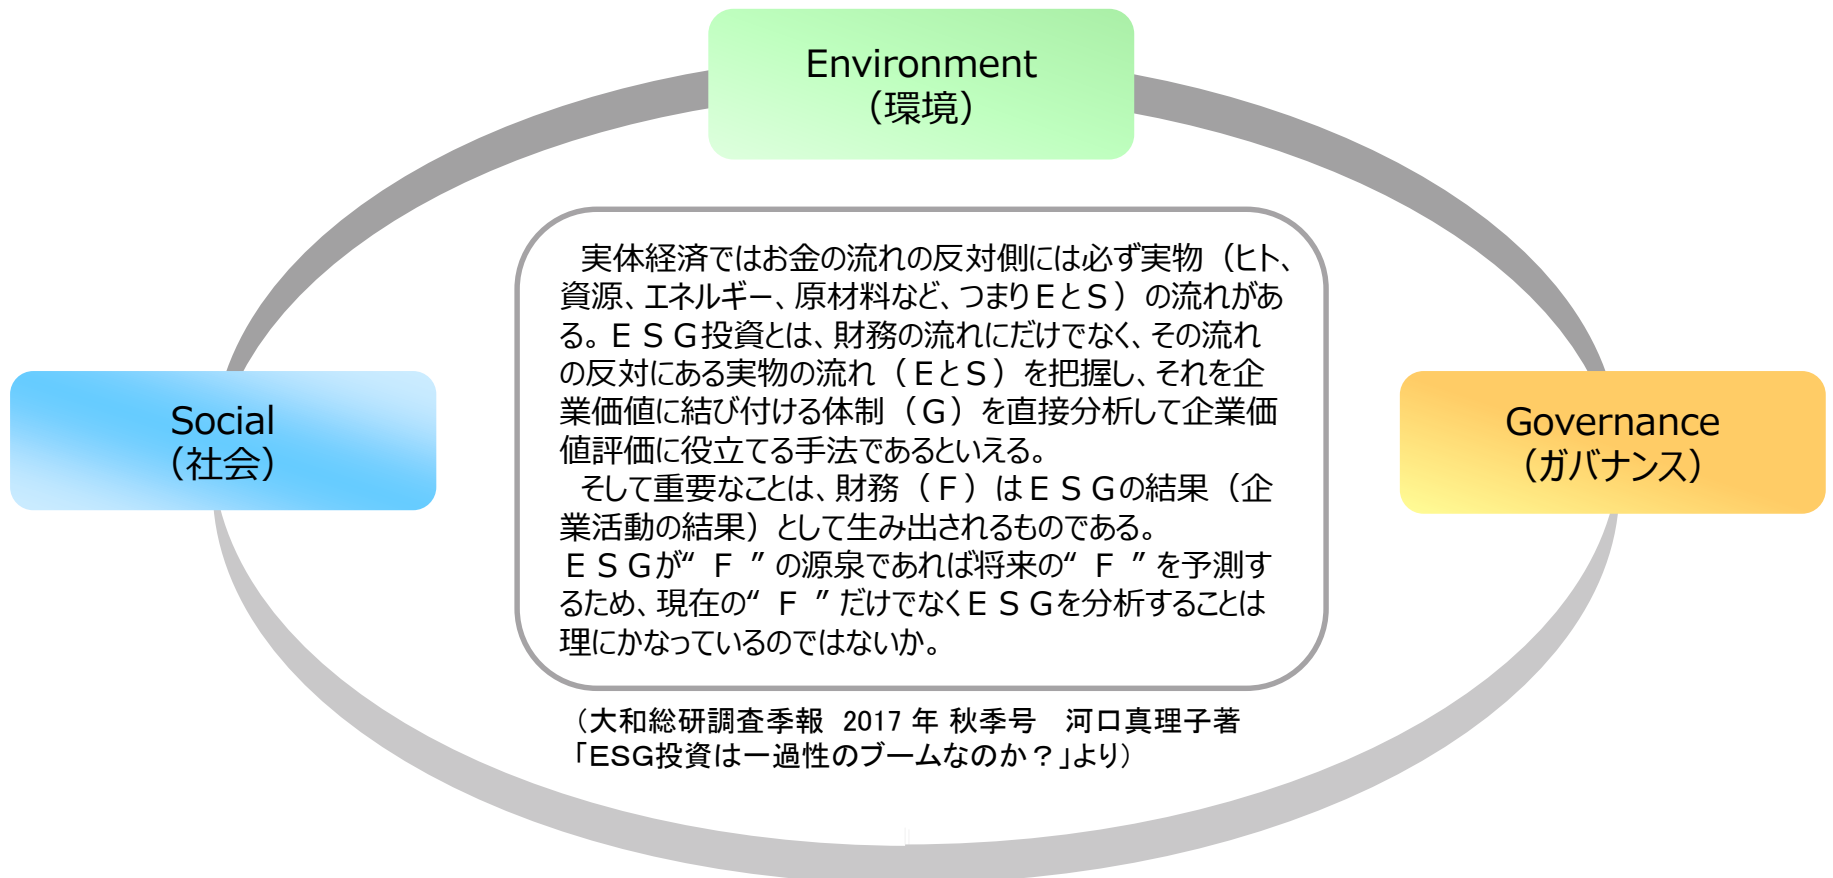 Environment
（環境）
実体経済ではお金の流れの反対側には必ず実物（ヒト、
資源、エネルギー、原材料など、つまりＥとＳ）の流れがあ
る。ＥＳＧ投資とは、財務の流れにだけでなく、その流れ
の反対にある実物の流れ（ＥとＳ）を把握し、それを企
業価値に結び付ける体制（Ｇ）を直接分析して企業価
値評価に役立てる手法であるといえる。
そして重要なことは、財務（Ｆ）はＥＳＧの結果（企
業活動の結果）として生み出されるものである。
ＥＳＧが“Ｆ”の源泉であれば将来の“Ｆ”を予測す
るため、現在の“Ｆ”だけでなくＥＳＧを分析することは
理にかなっているのではないか。
Social
（社会）
Governance
（ガバナンス）
（大和総研調査季報 2017 年 秋季号　河口真理子著
「ESG投資は一過性のブームなのか？」より）